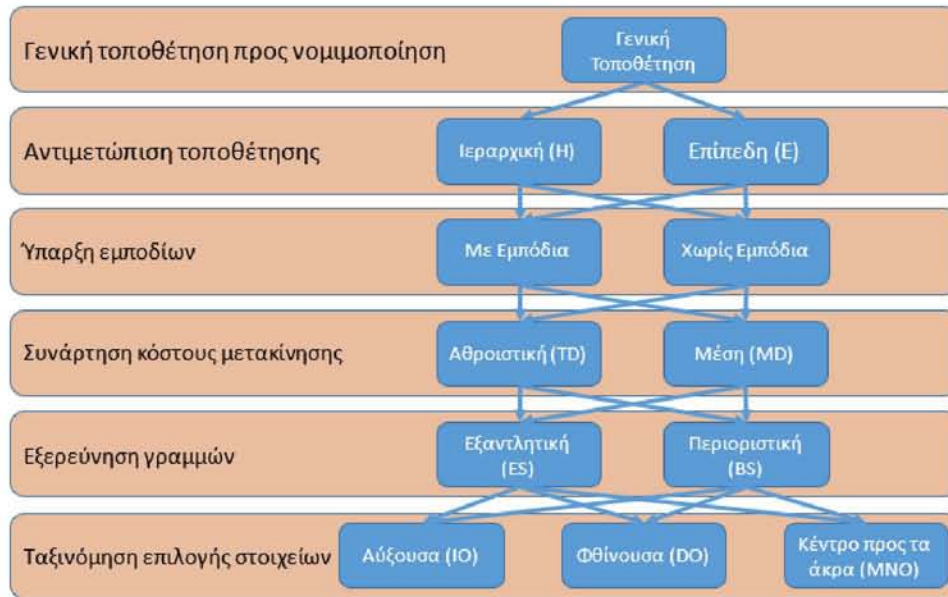 Γενική τοποθέτηση προς νομιμοποίηση
Γενική
Τοποθέτηση
Αντιμετώπιση τοποθέτησης
Ιεραρχική (H)
Επίπεδη (E)
Ύπαρξη εμποδίων
Με Εμπόδια
Χωρίς Εμπόδια
Συνάρτηση κόστους μετακίνησης
Αθροιστική (TD)
Μέση (MD)
Εξερεύνηση γραμμών
Εξαντλητική
(ES)
Περιοριστική
(BS)
Ταξινόμηση επιλογής στοιχείων
Αύξουσα (IO)
Φθίνουσα (DO)
Κέντρο προς τα
άκρα (MNO)